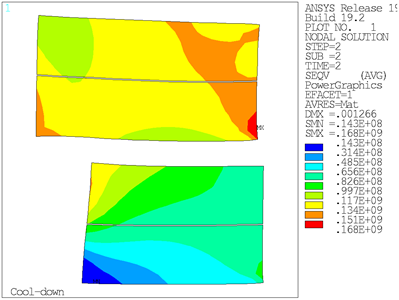 1
ANSYS Release 19
Build 19.2
PLOT NO. 1
NODAL SOLUTION
STEP=2
SUB =2
TIME=2
SEQV (AVG)
PowerGraphics
EFACET=1
AVRES=Mat
DMX =.001266
SMN =.143E+08
SMX =.168E+09
.143E+08
.314E+08
.485E+08
.656E+08
.826E+08
.997E+08
.117E+09
.134E+09
.151E+09
.168E+09
MX
Cool-down